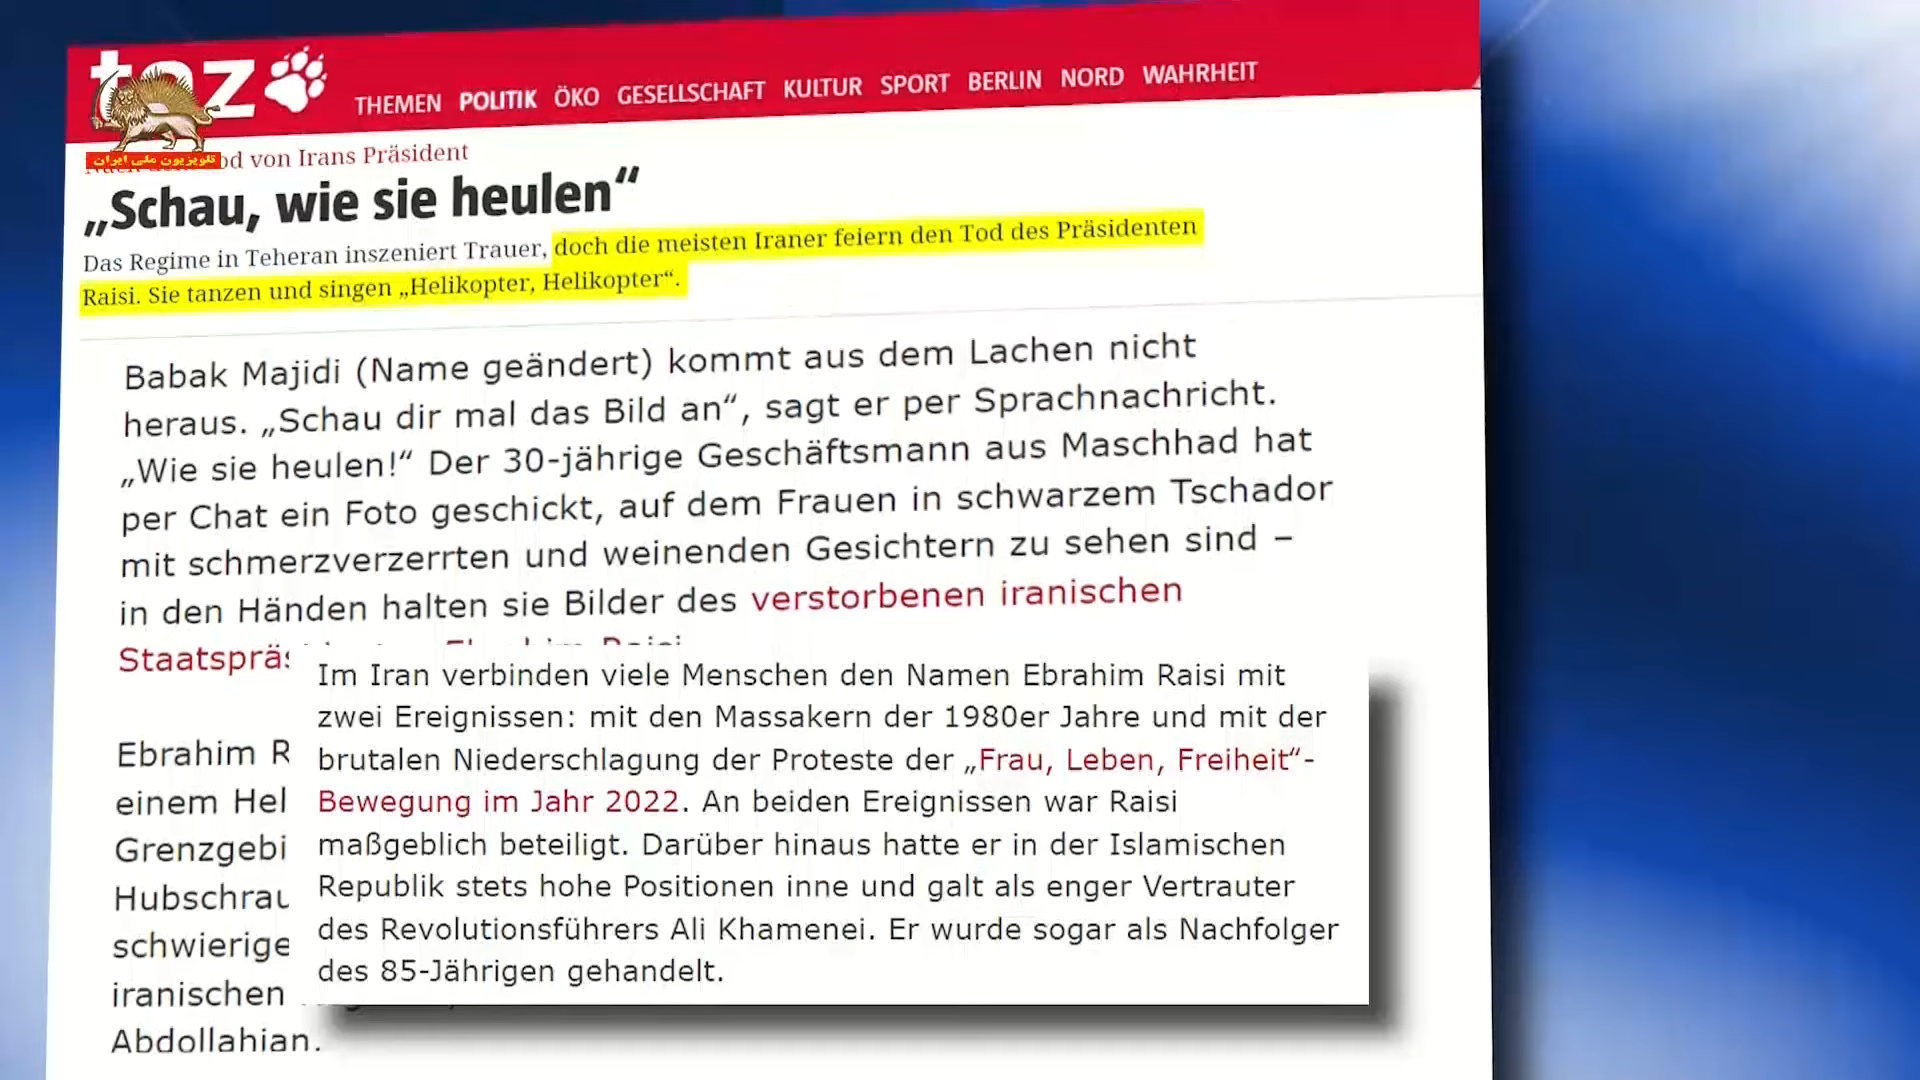 taz
THEMEN POLITIK ÖKO GESELLSCHAFT KULTUR SPORT BERLIN NORD WAHRHEIT
تلویزیون ملی ایران
von Irans Präsident
„Schau, wie sie heulen“
Das Regime in Teheran inszeniert Trauer, doch die meisten Iraner feiern den Tod des Präsidenten
Raisi. Sie tanzen und singen „Helikopter, Helikopter“.
Babak Majidi (Name geändert) kommt aus dem Lachen nicht
heraus. „Schau dir mal das Bild an“, sagt er per Sprachnachricht.
„Wie sie heulen!“ Der 30-jährige Geschäftsmann aus Maschhad hat
per Chat ein Foto geschickt, auf dem Frauen in schwarzem Tschador
mit schmerzverzerrten und weinenden Gesichtern zu sehen sind –
in den Händen halten sie Bilder des verstorbenen iranischen
Staatspräs
Ebrahim R
einem Hel
Grenzgebi
Hubschrau
schwierige
iranischen
Abdollahian.
Im Iran verbinden viele Menschen den Namen Ebrahim Raisi mit
zwei Ereignissen: mit den Massakern der 1980er Jahre und mit der
brutalen Niederschlagung der Proteste der „Frau, Leben, Freiheit“-
Bewegung im Jahr 2022. An beiden Ereignissen war Raisi
maßgeblich beteiligt. Darüber hinaus hatte er in der Islamischen
Republik stets hohe Positionen inne und galt als enger Vertrauter
des Revolutionsführers Ali Khamenei. Er wurde sogar als Nachfolger
des 85-Jährigen gehandelt.